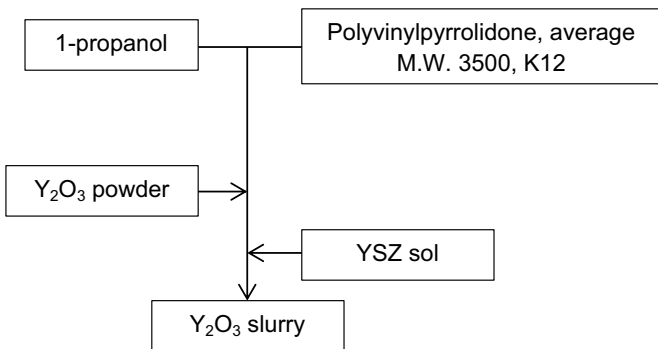 1-propanol
Polyvinylpyrrolidone, average
M.W. 3500, K12
Y₂O₃ powder
YSZ sol
Y₂O₃ slurry